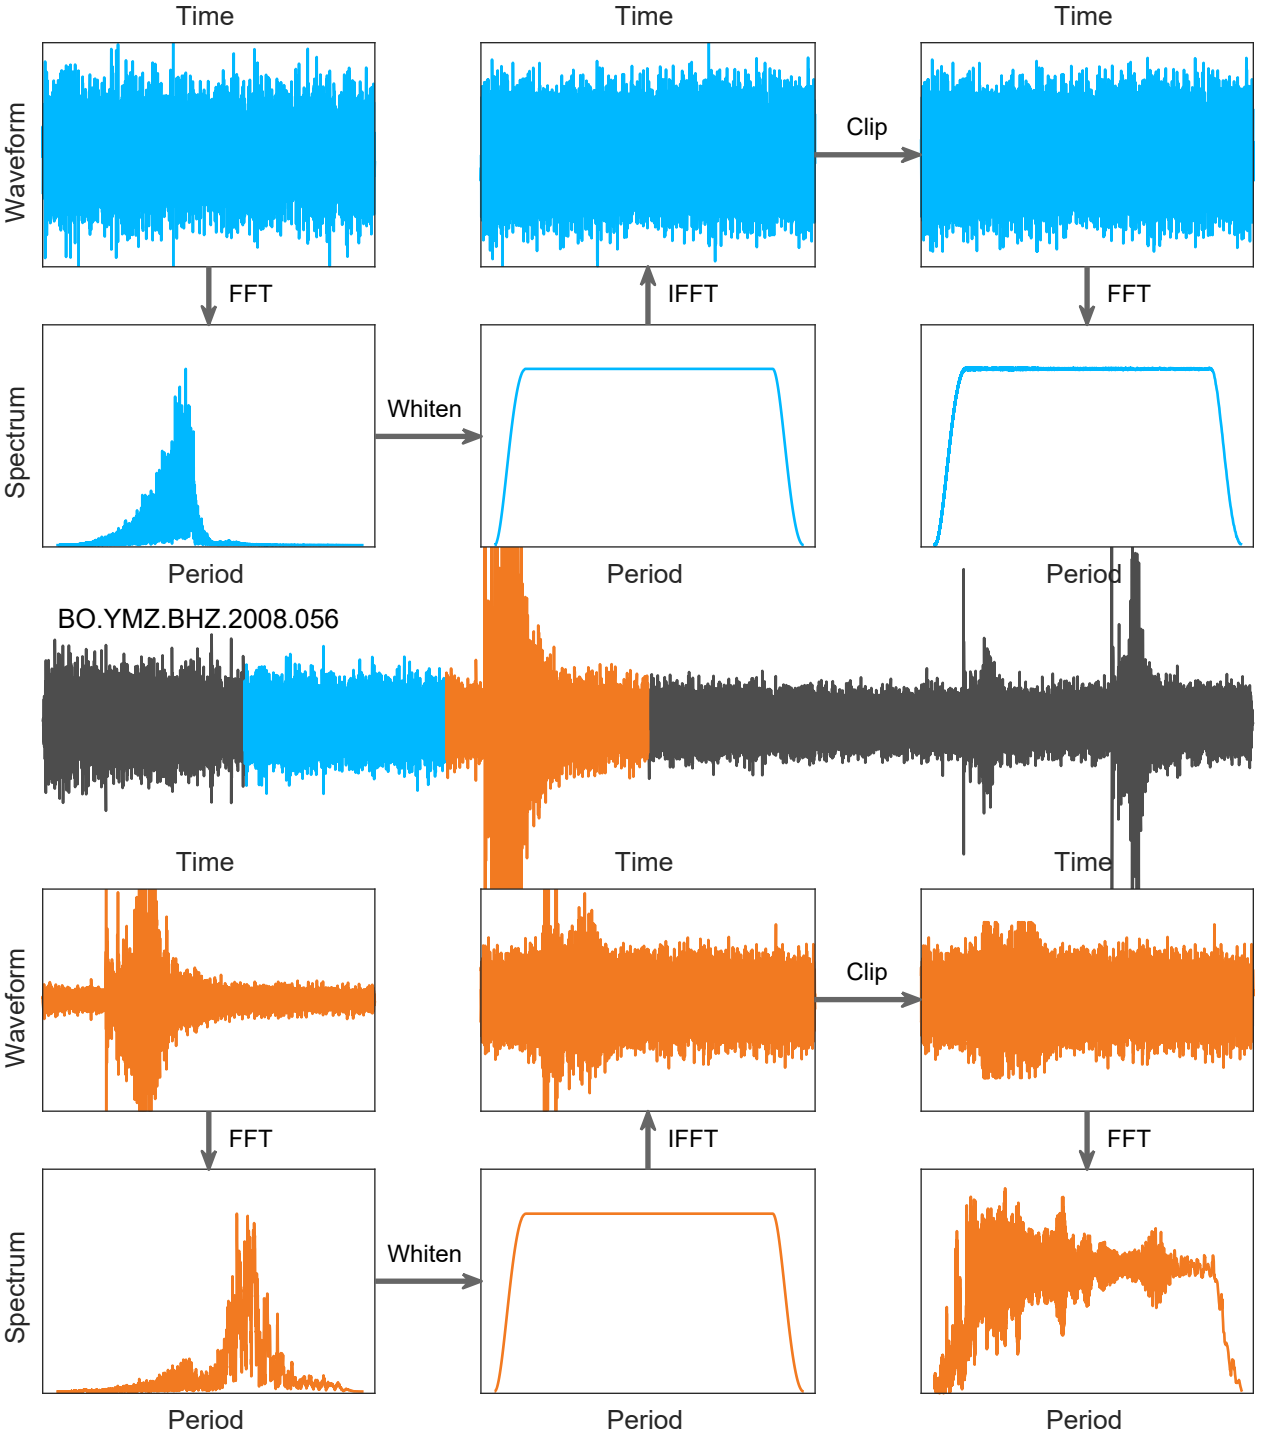 Time Time Time
Waveform
Clip
FFT IFFT FFT
Spectrum
Whiten
Period Period Period
BO.YMZ.BHZ.2008.056
Time Time Time
Waveform
Clip
FFT IFFT FFT
Spectrum
Whiten
Period Period Period